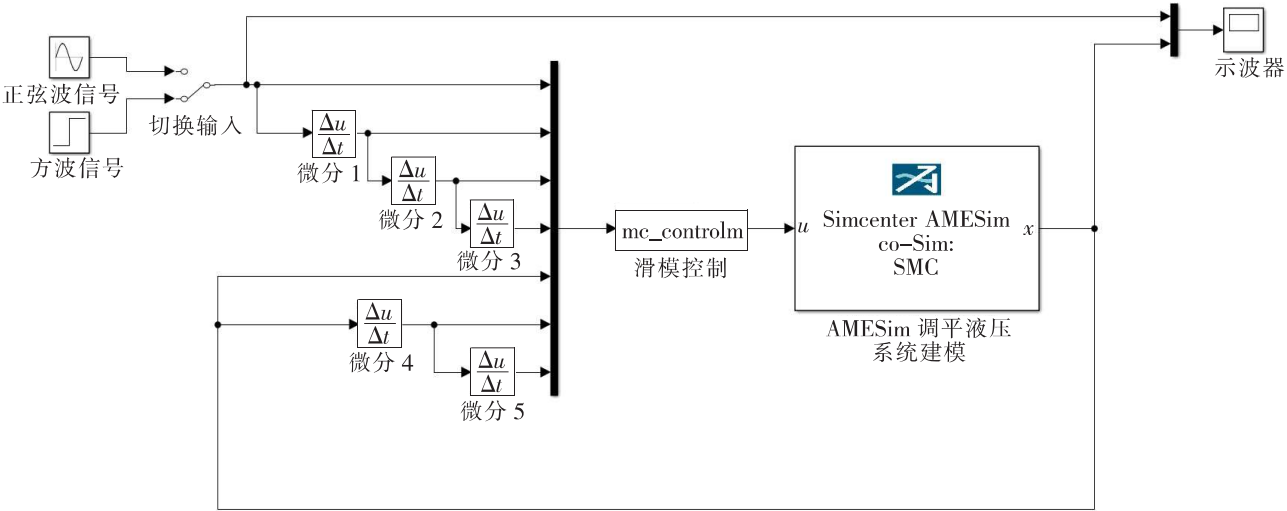 示波器
正弦波信号
切换输入
方波信号
Δu
Δt
微分 1
Δu
Δt
微分 2
Δu
Δt
微分 3
mc_controlm
滑模控制
u
Simcenter AMESim
co-Sim:
SMC
x
AMESim 调平液压
系统建模
Δu
Δt
微分 4
Δu
Δt
微分 5